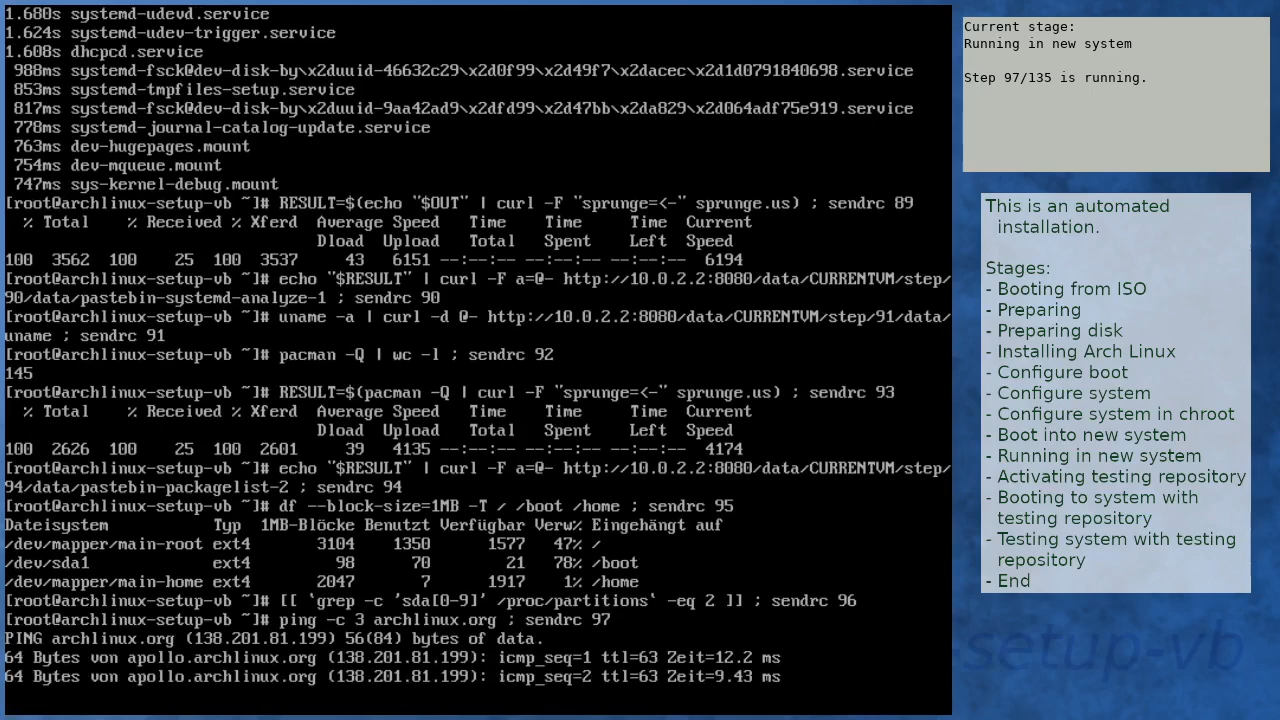 1.680s systemd-udevd.service
1.624s systemd-udev-trigger.service
1.608s dhcpcd.service
 988ms systemd-fsck@dev-disk-by\x2duuid-46632c29\x2d0f99\x2d49f7\x2dacec\x2d1d0791840698.service
 853ms systemd-tmpfiles-setup.service
 817ms systemd-fsck@dev-disk-by\x2duuid-9aa42ad9\x2dfd99\x2d47bb\x2da829\x2d064adf75e919.service
 778ms systemd-journal-catalog-update.service
 763ms dev-hugepages.mount
 754ms dev-mqueue.mount
 747ms sys-kernel-debug.mount
[root@archlinux-setup-vb ~]# RESULT=$(echo "$OUT" | curl -F "sprunge=<-" sprunge.us) ; sendrc 89
  % Total    % Received % Xferd  Average Speed   Time    Time     Time  Current
                                 Dload  Upload   Total   Spent    Left  Speed
100  3562  100    25  100  3537     43   6151 --:--:-- --:--:-- --:--:--  6194
[root@archlinux-setup-vb ~]# echo "$RESULT" | curl -F a=@- http://10.0.2.2:8080/data/CURRENTVM/step/
90/data/pastebin-systemd-analyze-1 ; sendrc 90
[root@archlinux-setup-vb ~]# uname -a | curl -d @- http://10.0.2.2:8080/data/CURRENTVM/step/91/data/
uname ; sendrc 91
[root@archlinux-setup-vb ~]# pacman -Q | wc -l ; sendrc 92
145
[root@archlinux-setup-vb ~]# RESULT=$(pacman -Q | curl -F "sprunge=<-" sprunge.us) ; sendrc 93
  % Total    % Received % Xferd  Average Speed   Time    Time     Time  Current
                                 Dload  Upload   Total   Spent    Left  Speed
100  2626  100    25  100  2601     39   4135 --:--:-- --:--:-- --:--:--  4174
[root@archlinux-setup-vb ~]# echo "$RESULT" | curl -F a=@- http://10.0.2.2:8080/data/CURRENTVM/step/
94/data/pastebin-packagelist-2 ; sendrc 94
[root@archlinux-setup-vb ~]# df --block-size=1MB -T / /boot /home ; sendrc 95
Dateisystem           Typ  1MB-Blöcke Benutzt Verfügbar Verw% Eingehängt auf
/dev/mapper/main-root ext4       3104    1350      1577   47% /
/dev/sda1             ext4         98      70        21   78% /boot
/dev/mapper/main-home ext4       2047       7      1917    1% /home
[root@archlinux-setup-vb ~]# [[ `grep -c 'sda[0-9]' /proc/partitions` -eq 2 ]] ; sendrc 96
[root@archlinux-setup-vb ~]# ping -c 3 archlinux.org ; sendrc 97
PING archlinux.org (138.201.81.199) 56(84) bytes of data.
64 Bytes von apollo.archlinux.org (138.201.81.199): icmp_seq=1 ttl=63 Zeit=12.2 ms
64 Bytes von apollo.archlinux.org (138.201.81.199): icmp_seq=2 ttl=63 Zeit=9.43 ms
Current stage:
Running in new system
Step 97/135 is running.
This is an automated
installation.
Stages:
- Booting from ISO
- Preparing
- Preparing disk
- Installing Arch Linux
- Configure boot
- Configure system
- Configure system in chroot
- Boot into new system
- Running in new system
- Activating testing repository
- Booting to system with
testing repository
- Testing system with testing
repository
- End
-setup-vb